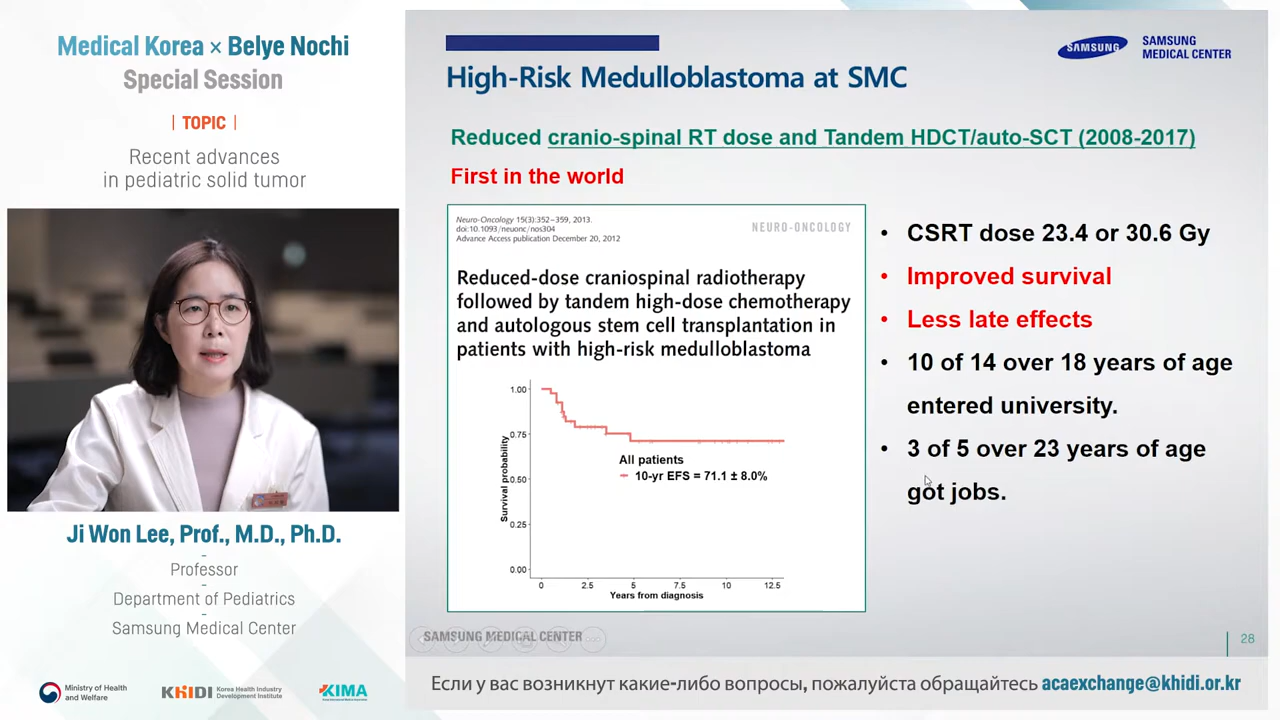 Medical Korea × Belye Nochi
Special Session
| TOPIC |
Recent advances
in pediatric solid tumor
Ji Won Lee, Prof., M.D., Ph.D.
-
Professor
-
Department of Pediatrics
-
Samsung Medical Center
Ministry of Health
and Welfare
KHIDI Korea Health Industry
Development Institute
KIMA
SAMSUNG
SAMSUNG
MEDICAL CENTER
High-Risk Medulloblastoma at SMC
Reduced cranio-spinal RT dose and Tandem HDCT/auto-SCT (2008-2017)
First in the world
Neuro-Oncology 15(3):352–359, 2013.
doi:10.1093/neuonc/nos304
Advance Access publication December 20, 2012
NEURO-ONCOLOGY
Reduced-dose craniospinal radiotherapy
followed by tandem high-dose chemotherapy
and autologous stem cell transplantation in
patients with high-risk medulloblastoma
Survival probability
1.00
0.75
0.50
0.25
0.00
All patients
10-yr EFS = 71.1 ± 8.0%
0 2.5 5 7.5 10 12.5
Years from diagnosis
• CSRT dose 23.4 or 30.6 Gy
• Improved survival
• Less late effects
• 10 of 14 over 18 years of age
entered university.
• 3 of 5 over 23 years of age
got jobs.
SAMSUNG MEDICAL CENTER
28
Если у вас возникнут какие-либо вопросы, пожалуйста обращайтесь acaexchange@khidi.or.kr